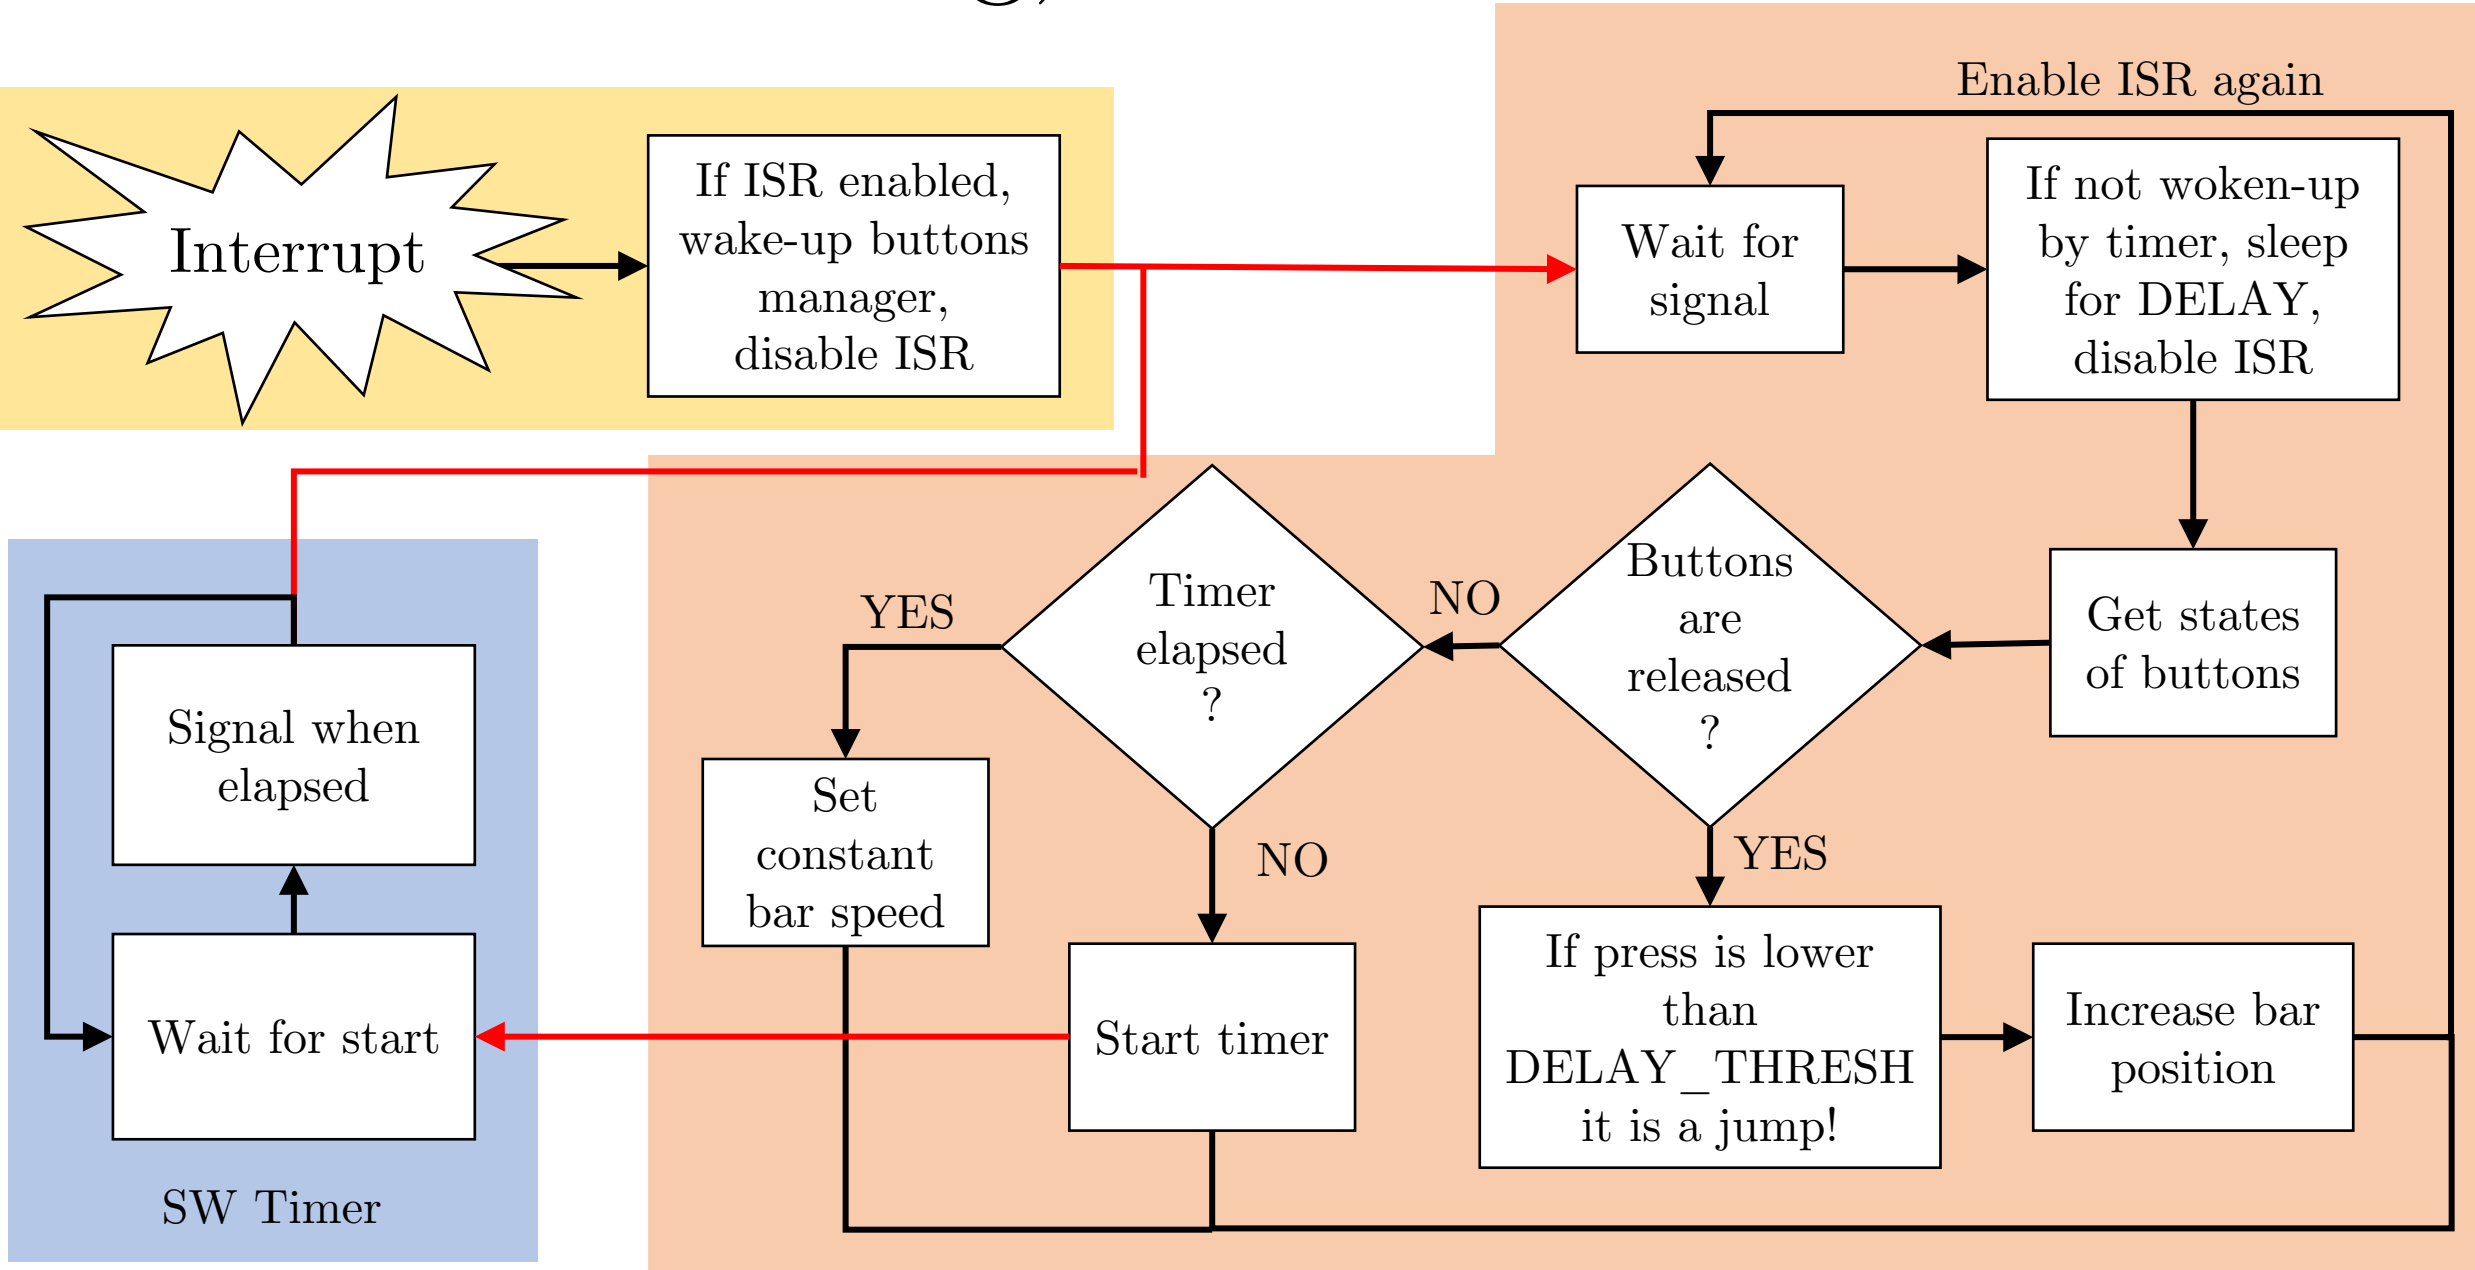 Enable ISR again
Interrupt
If ISR enabled,
wake-up buttons
manager,
disable ISR
Wait for
signal
If not woken-up
by timer, sleep
for DELAY,
disable ISR
Get states
of buttons
Buttons
are
released
?
NO
YES
Timer
elapsed
?
YES
NO
Set
constant
bar speed
Start timer
If press is lower
than
DELAY_THRESH
it is a jump!
Increase bar
position
Signal when
elapsed
Wait for start
SW Timer